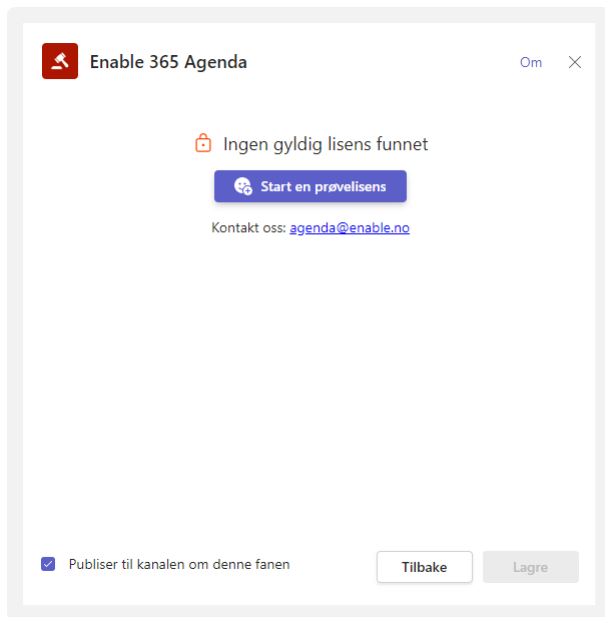 Enable 365 Agenda
Om
Ingen gyldig lisens funnet
Start en prøvelisens
Kontakt oss: agenda@enable.no
Publiser til kanalen om denne fanen
Tilbake
Lagre